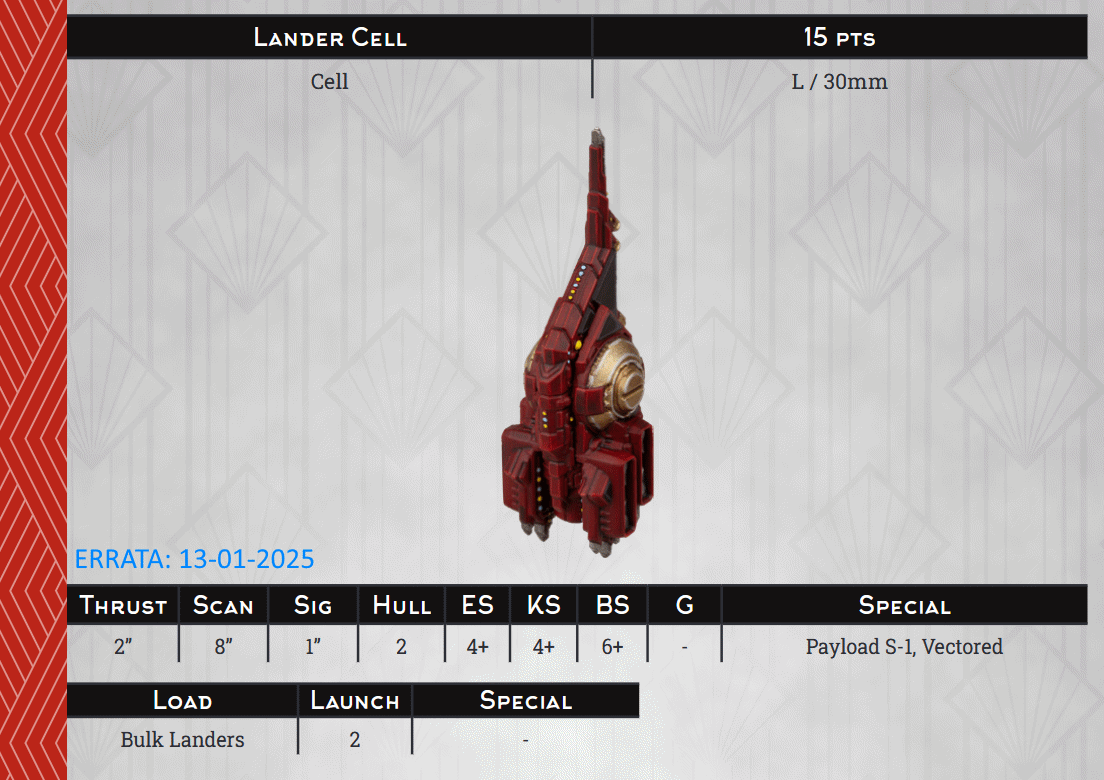 Lander Cell 15 pts
Cell L / 30mm
ERRATA: 13-01-2025
Thrust Scan Sig Hull ES KS BS G Special
2” 8” 1” 2 4+ 4+ 6+ - Payload S-1, Vectored
Load Launch Special
Bulk Landers 2 -